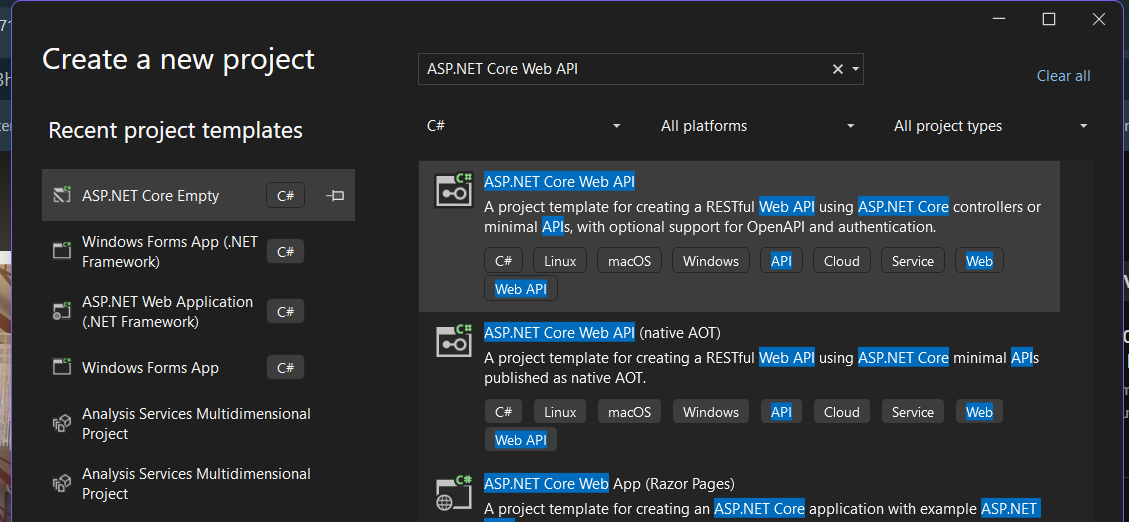 Create a new project
Recent project templates
ASP.NET Core Empty
C#
Windows Forms App (.NET
Framework)
C#
ASP.NET Web Application
(.NET Framework)
C#
Windows Forms App
C#
Analysis Services Multidimensional
Project
Analysis Services Multidimensional
Project
ASP.NET Core Web API
Clear all
C#
All platforms
All project types
ASP.NET Core Web API
A project template for creating a RESTful Web API using ASP.NET Core controllers or
minimal APIs, with optional support for OpenAPI and authentication.
C# Linux macOS Windows API Cloud Service Web
Web API
ASP.NET Core Web API (native AOT)
A project template for creating a RESTful Web API using ASP.NET Core minimal APIs
published as native AOT.
C# Linux macOS Windows API Cloud Service Web
Web API
ASP.NET Core Web App (Razor Pages)
A project template for creating an ASP.NET Core application with example ASP.NET